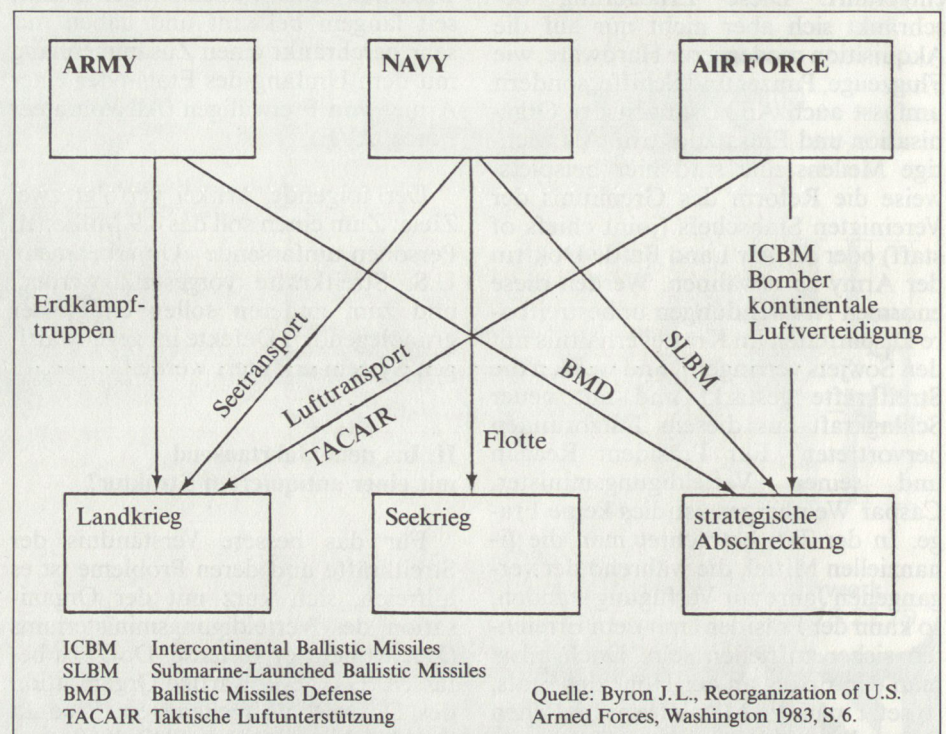 ARMY
NAVY
AIR FORCE
Erdkämpf-
truppen
Seetransport
Lufttransport
TACAIR
Flotte
BMD
SLBM
ICBM
Bomber
kontinentale
Luftverteidigung
Landkrieg
Seekrieg
strategische
Abschreckung
ICBM Intercontinental Ballistic Missiles
SLBM Submarine Launched Ballistic Missiles
BMD Ballistic Missiles Defense
TACAIR Taktische Luftunterstützung
Quelle: Byron J. L., Reorganization of U.S.
Armed Forces, Washington 1983, S. 6.